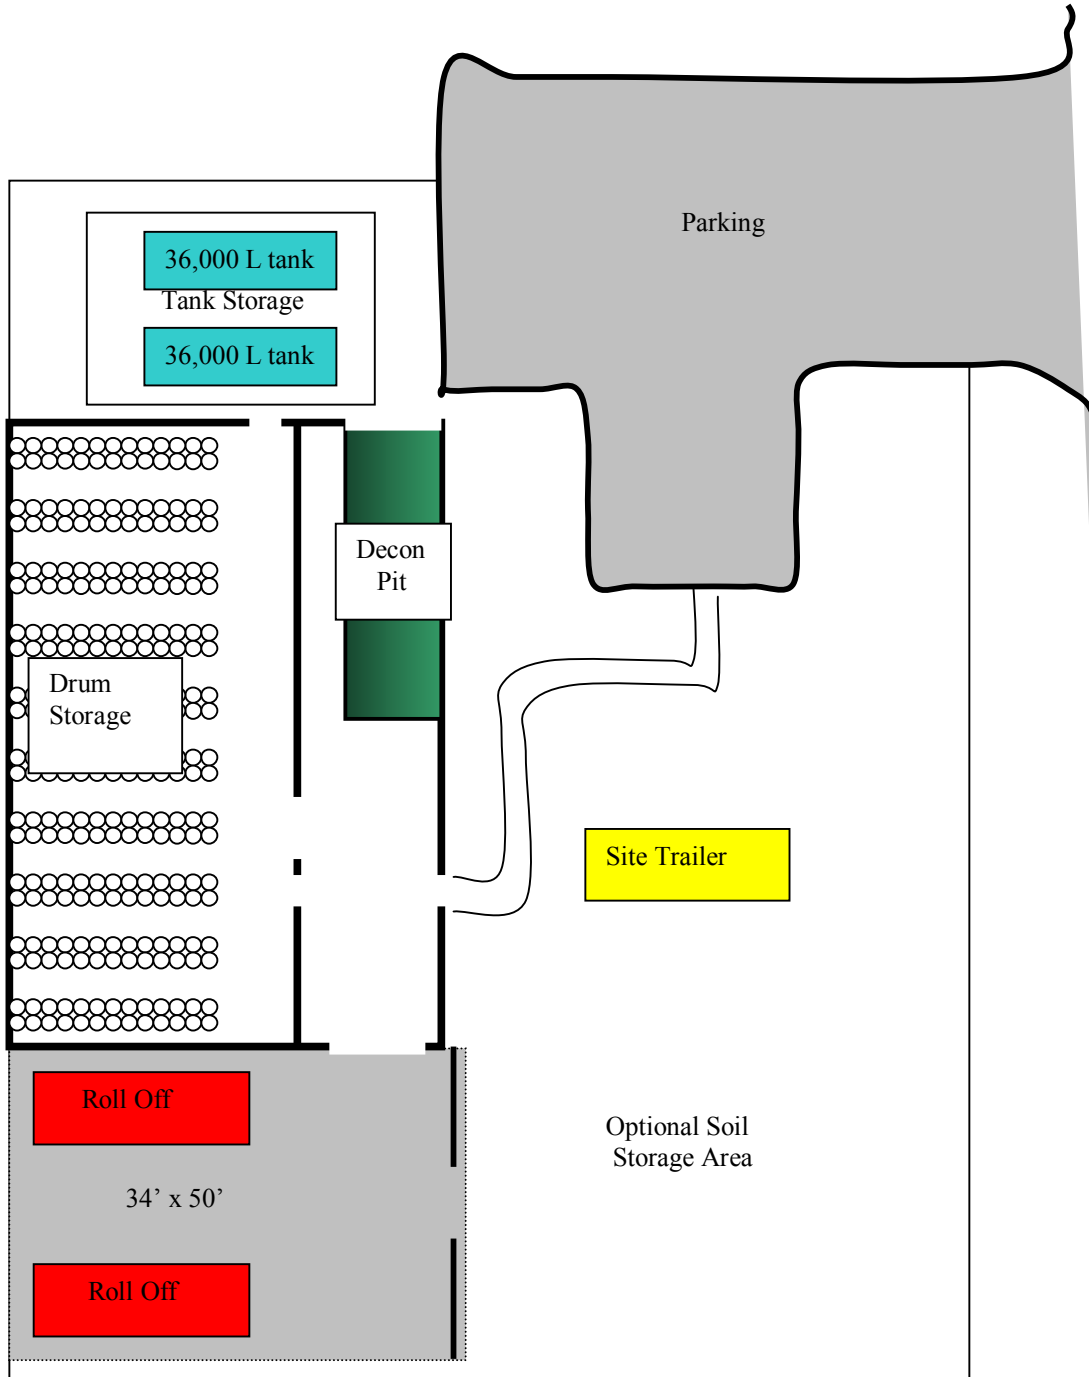 Parking
36,000 L tank
Tank Storage
36,000 L tank
Decon
Pit
Drum
Storage
Site Trailer
Roll Off
Optional Soil
Storage Area
34’ x 50’
Roll Off